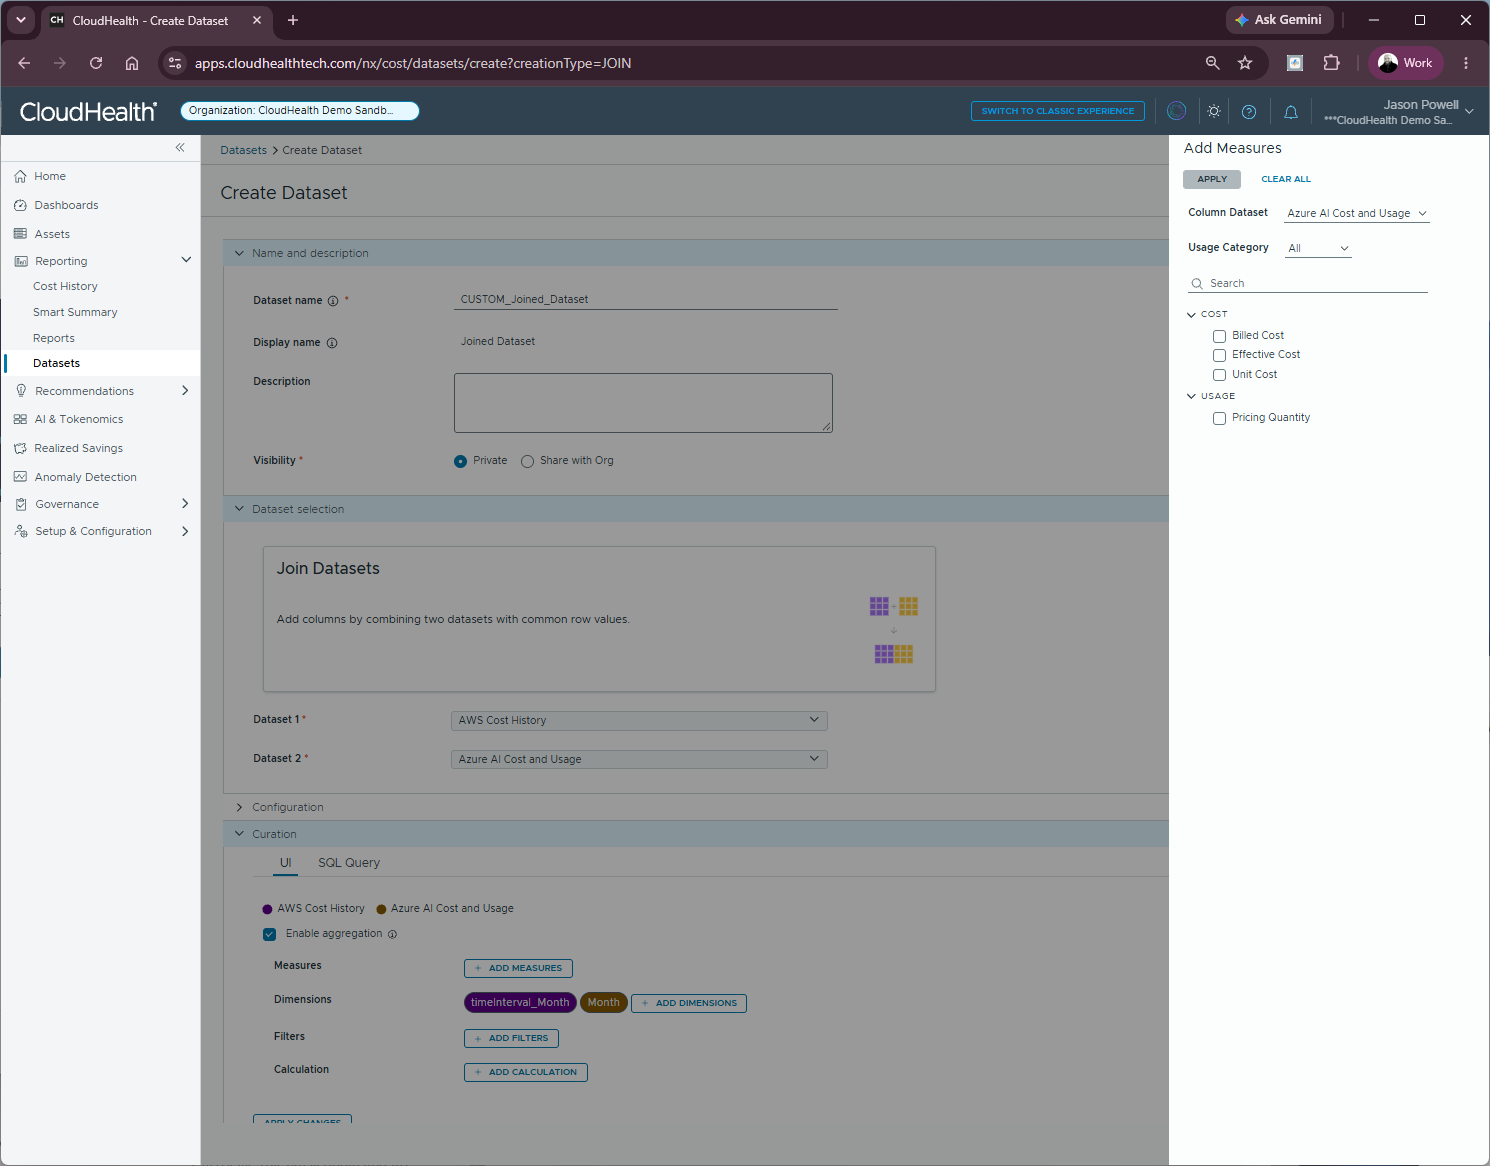 CH CloudHealth - Create Dataset
Ask Gemini
apps.cloudhealthtech.com/nx/cost/datasets/create?creationType=JOIN
Work
CloudHealth
Organization: CloudHealth Demo Sandb...
SWITCH TO CLASSIC EXPERIENCE
Jason Powell
***CloudHealth Demo Sa...
Home
Dashboards
Assets
Reporting
Cost History
Smart Summary
Reports
Datasets
Recommendations
AI & Tokenomics
Realized Savings
Anomaly Detection
Governance
Setup & Configuration
Datasets > Create Dataset
Create Dataset
Name and description
Dataset name * CUSTOM_Joined_Dataset
Display name Joined Dataset
Description
Visibility * Private Share with Org
Dataset selection
Join Datasets
Add columns by combining two datasets with common row values.
Dataset 1 * AWS Cost History
Dataset 2 * Azure AI Cost and Usage
Configuration
Curation
UI SQL Query
AWS Cost History Azure AI Cost and Usage
Enable aggregation
Measures + ADD MEASURES
Dimensions timeInterval_Month Month + ADD DIMENSIONS
Filters + ADD FILTERS
Calculation + ADD CALCULATION
APPLY CHANGES
Add Measures
APPLY CLEAR ALL
Column Dataset Azure AI Cost and Usage
Usage Category All
Search
COST
Billed Cost
Effective Cost
Unit Cost
USAGE
Pricing Quantity